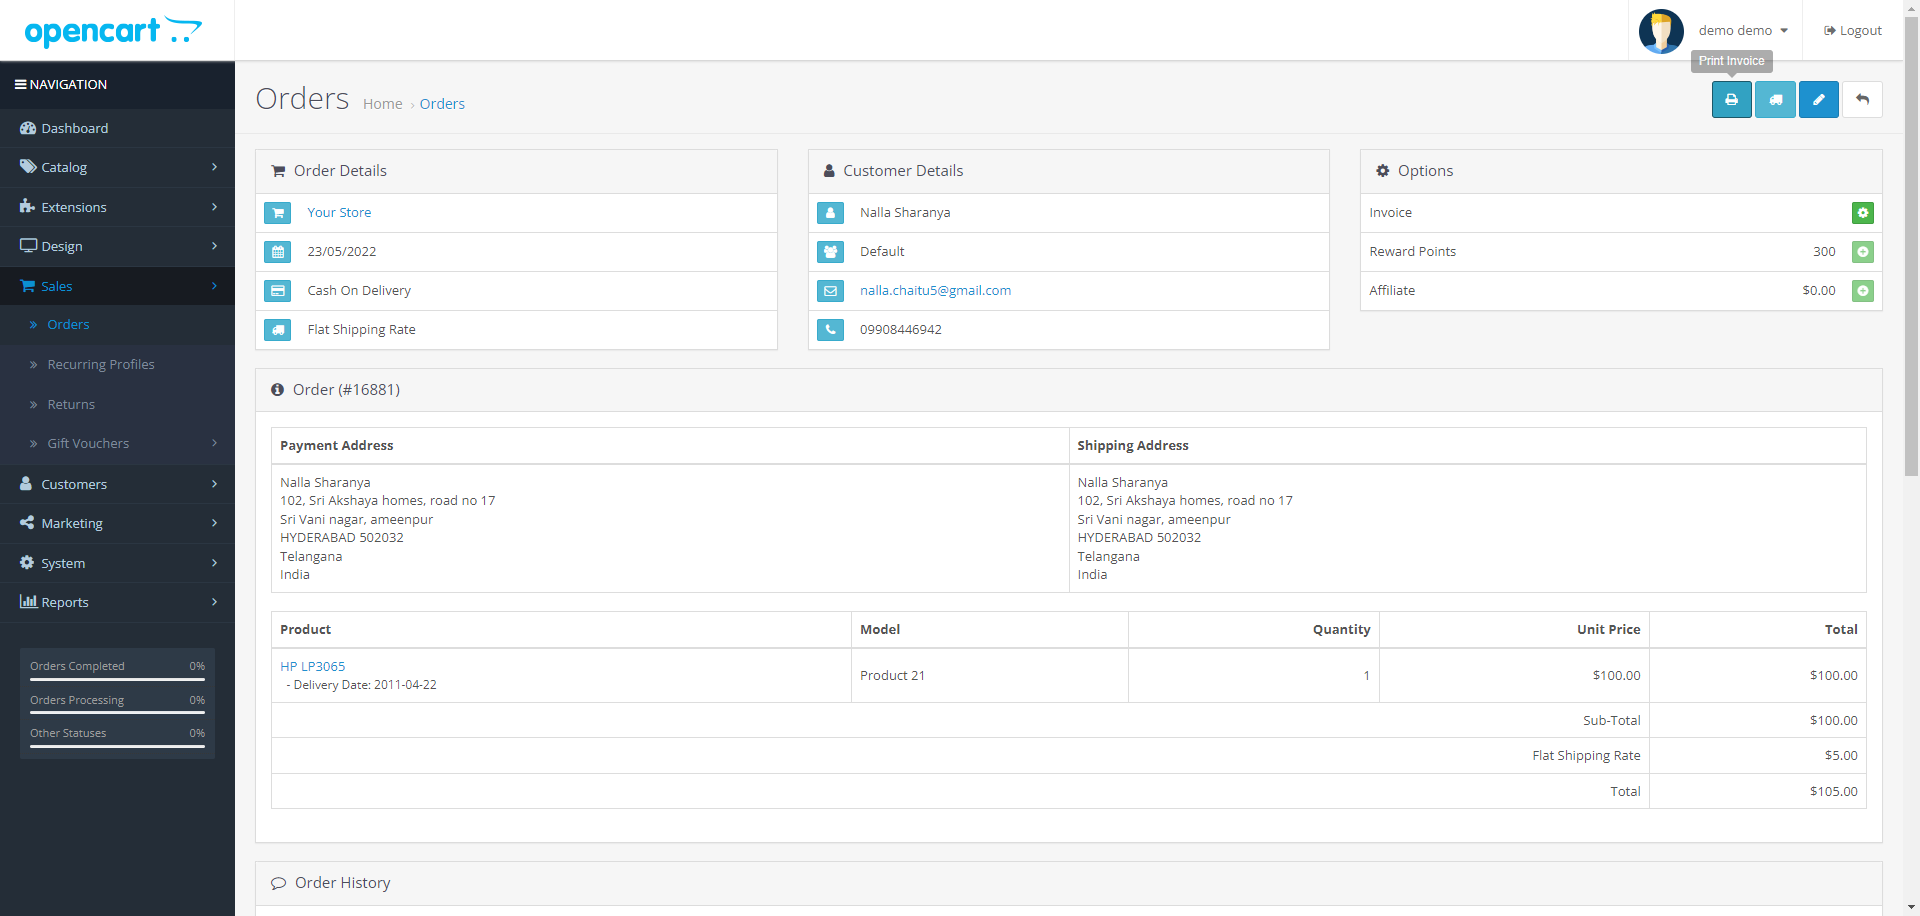 opencart
demo demo
Logout
Print Invoice
NAVIGATION
Dashboard
Catalog
Extensions
Design
Sales
Orders
Recurring Profiles
Returns
Gift Vouchers
Customers
Marketing
System
Reports
Orders Completed 0%
Orders Processing 0%
Other Statuses 0%
Orders Home › Orders
Order Details
Your Store
23/05/2022
Cash On Delivery
Flat Shipping Rate
Customer Details
Nalla Sharanya
Default
nalla.chaitu5@gmail.com
09908446942
Options
Invoice
Reward Points 300
Affiliate $0.00
Order (#16881)
Payment Address
Nalla Sharanya
102, Sri Akshaya homes, road no 17
Sri Vani nagar, ameenpur
HYDERABAD 502032
Telangana
India
Shipping Address
Nalla Sharanya
102, Sri Akshaya homes, road no 17
Sri Vani nagar, ameenpur
HYDERABAD 502032
Telangana
India
Product Model Quantity Unit Price Total
HP LP3065
- Delivery Date: 2011-04-22
Product 21 1 $100.00 $100.00
Sub-Total $100.00
Flat Shipping Rate $5.00
Total $105.00
Order History